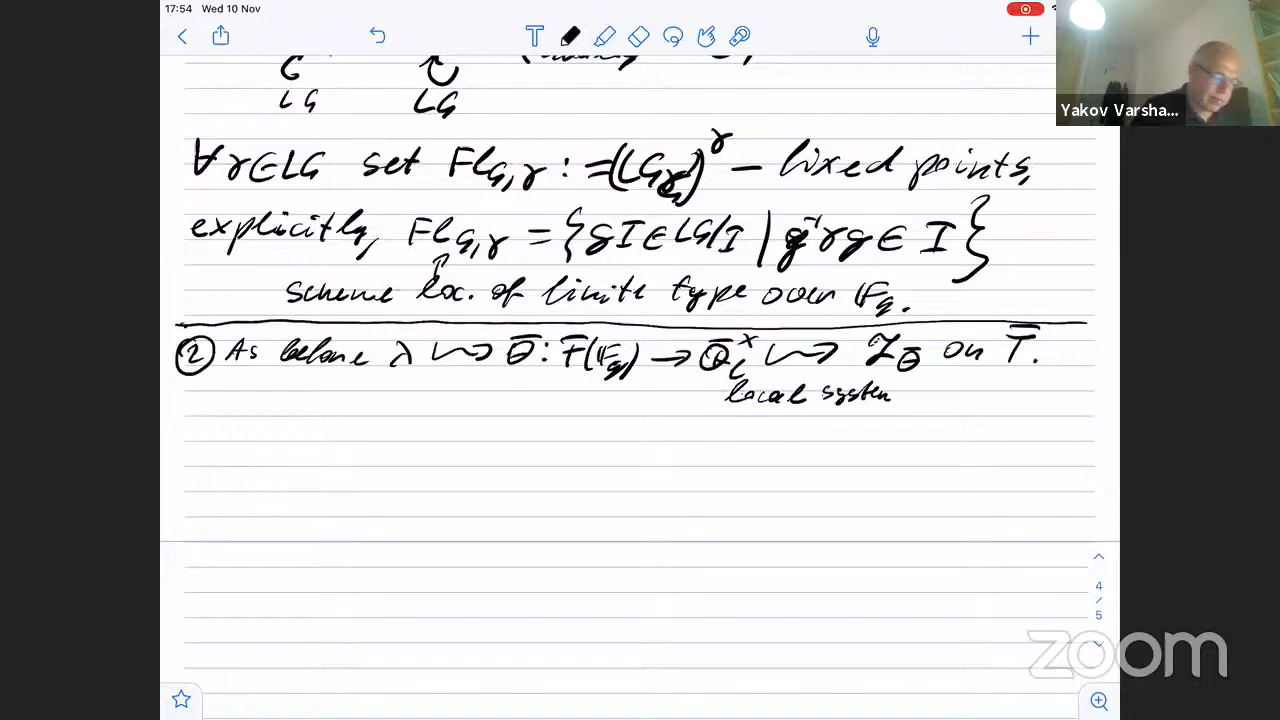 17:54 Wed 10 Nov
LG LG
∀γ∈LG set Fl_{G,γ} := (LG/I)^γ – fixed points,
explicitly, Fl_{G,γ} = {gI ∈ LG/I | g⁻¹γg ∈ I}
scheme loc. of finite type over 𝔽_q.
② As before λ ↝ θ̄ : T̄(𝔽_q) → Q̄_l^× ↝ ℒ_θ̄ on T̄.
local system
Yakov Varsha...
4
/
5
zoom